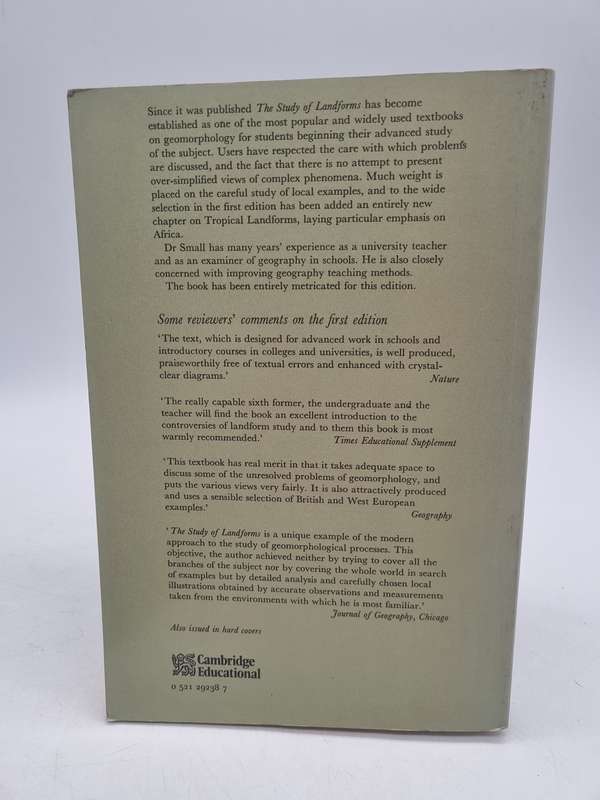 Since it was published The Study of Landforms has become
established as one of the most popular and widely used textbooks
on geomorphology for students beginning their advanced study
of the subject. Users have respected the care with which problems
are discussed, and the fact that there is no attempt to present
over-simplified views of complex phenomena. Much weight is
placed on the careful study of local examples, and to the wide
selection in the first edition has been added an entirely new
chapter on Tropical Landforms, laying particular emphasis on
Africa.
Dr Small has many years' experience as a university teacher
and as an examiner of geography in schools. He is also closely
concerned with improving geography teaching methods.
The book has been entirely metricated for this edition.
Some reviewers' comments on the first edition
'The text, which is designed for advanced work in schools and
introductory courses in colleges and universities, is well produced,
praiseworthily free of textual errors and enhanced with crystal-
clear diagrams.' Nature
'The really capable sixth former, the undergraduate and the
teacher will find the book an excellent introduction to the
controversies of landform study and to them this book is most
warmly recommended.' Times Educational Supplement
'This textbook has real merit in that it takes adequate space to
discuss some of the unresolved problems of geomorphology, and
puts the various views very fairly. It is also attractively produced
and uses a sensible selection of British and West European
examples.' Geography
'The Study of Landforms is a unique example of the modern
approach to the study of geomorphological processes. This
objective, the author achieved neither by trying to cover all the
branches of the subject nor by covering the whole world in search
of examples but by detailed analysis and carefully chosen local
illustrations obtained by accurate observations and measurements
taken from the environments with which he is most familiar.'
Journal of Geography, Chicago
Also issued in hard covers
Cambridge
Educational
0 521 29238 7